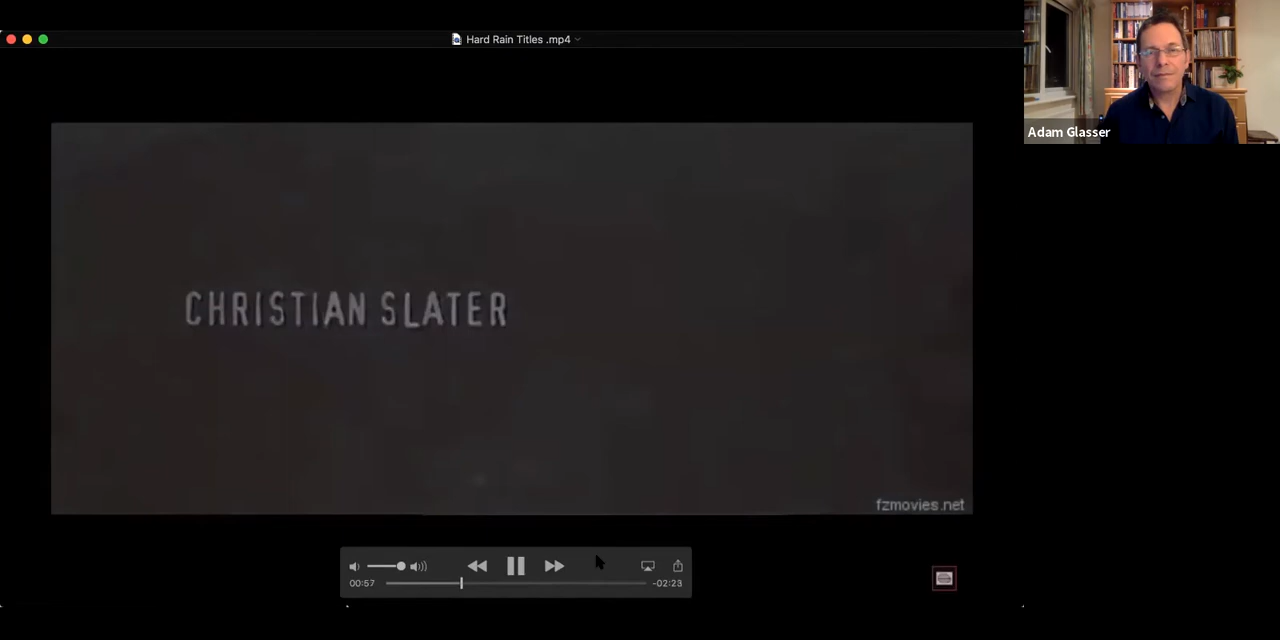 Hard Rain Titles .mp4
Adam Glasser
CHRISTIAN SLATER
fzmovies.net
00:57
-02:23